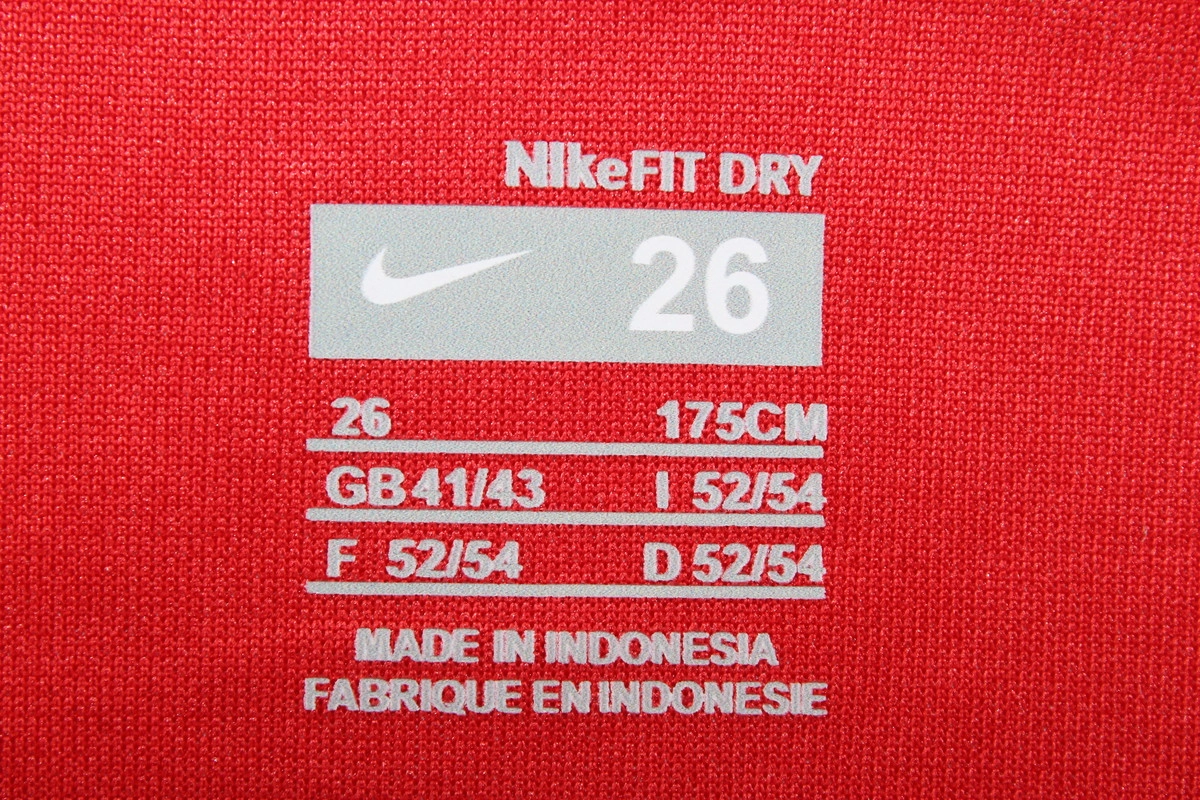 NIkeFIT DRY
26
26 175CM
GB 41/43 I 52/54
F 52/54 D 52/54
MADE IN INDONESIA
FABRIQUE EN INDONESIE